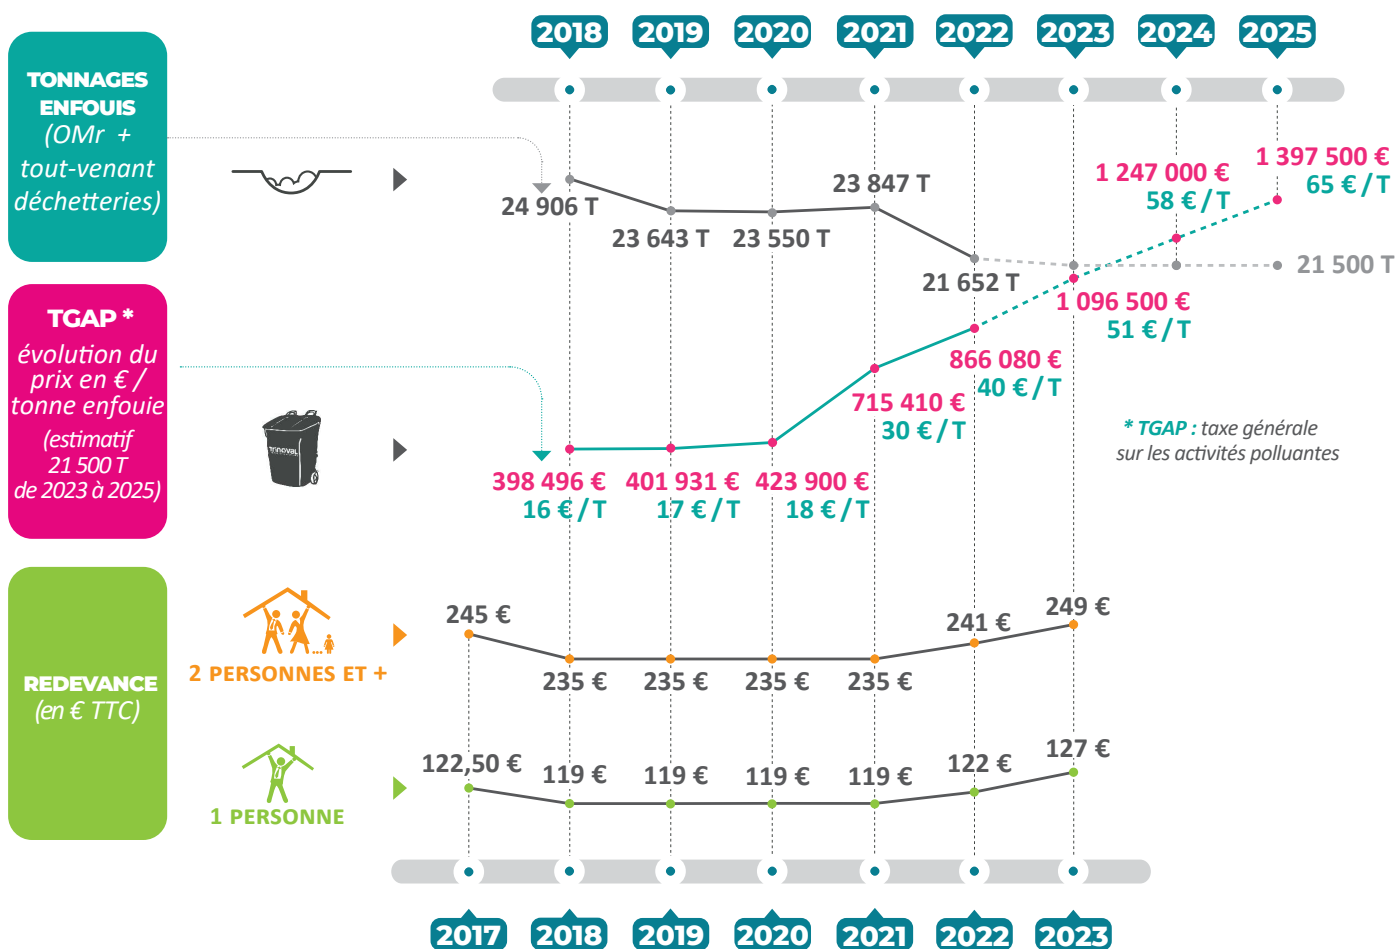 2018 2019 2020 2021 2022 2023 2024 2025
TONNAGES
ENFOUIS
(OMr +
tout-venant
déchetteries)
24 906 T
23 643 T
23 550 T
23 847 T
21 652 T
21 500 T
TGAP *
évolution du
prix en € /
tonne enfouie
(estimatif
21 500 T
de 2023 à 2025)
TRINOVAL
398 496 €
16 € / T
401 931 €
17 € / T
423 900 €
18 € / T
715 410 €
30 € / T
866 080 €
40 € / T
1 096 500 €
51 € / T
1 247 000 €
58 € / T
1 397 500 €
65 € / T
* TGAP : taxe générale
sur les activités polluantes
REDEVANCE
(en € TTC)
2 PERSONNES ET +
245 €
235 €
235 €
235 €
235 €
241 €
249 €
1 PERSONNE
122,50 €
119 €
119 €
119 €
119 €
122 €
127 €
2017 2018 2019 2020 2021 2022 2023